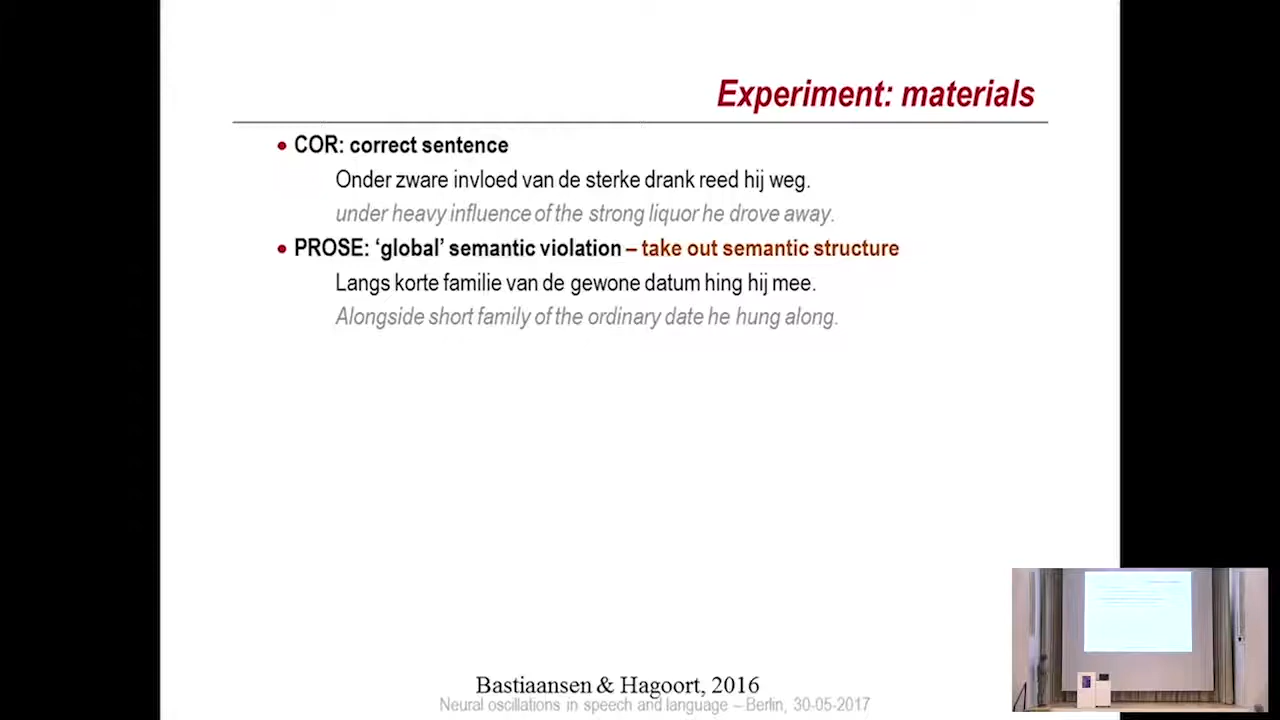 Experiment: materials
• COR: correct sentence
Onder zware invloed van de sterke drank reed hij weg.
under heavy influence of the strong liquor he drove away.
• PROSE: ‘global’ semantic violation – take out semantic structure
Langs korte familie van de gewone datum hing hij mee.
Alongside short family of the ordinary date he hung along.
Bastiaansen & Hagoort, 2016
Neural oscillations in speech and language – Berlin, 30-05-2017